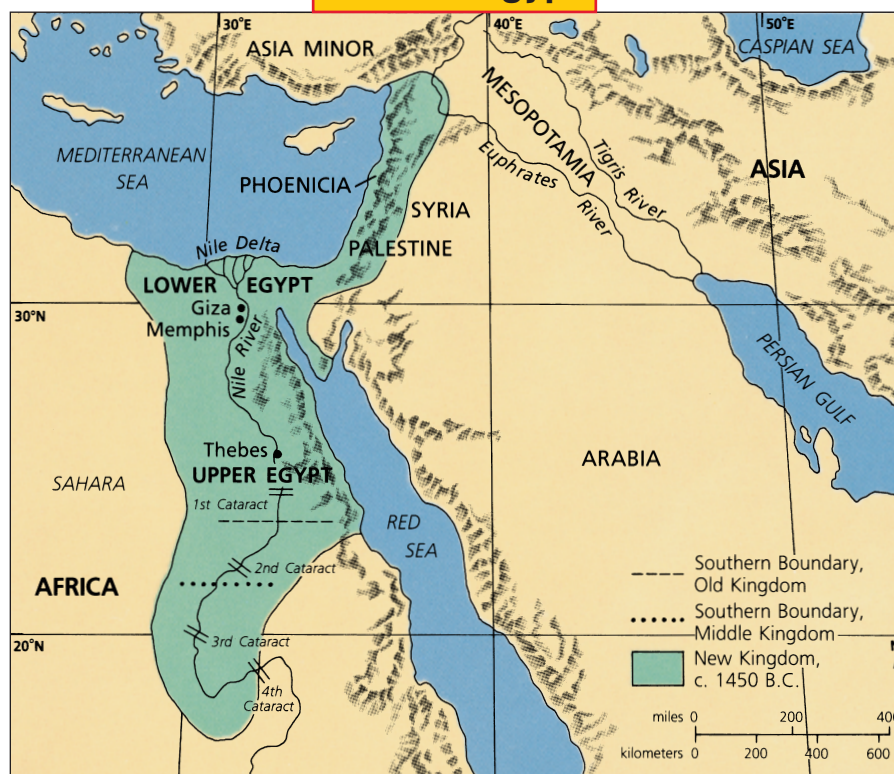 30°E
40°E
50°E
ASIA MINOR
CASPIAN SEA
MESOPOTAMIA
MEDITERRANEAN
SEA
Tigris River
ASIA
PHOENICIA
Euphrates
River
SYRIA
PALESTINE
Nile Delta
LOWER EGYPT
30°N
Giza
Memphis
Nile River
PERSIAN GULF
Thebes
UPPER EGYPT
ARABIA
SAHARA
1st Cataract
RED
SEA
2nd Cataract
AFRICA
Southern Boundary,
Old Kingdom
Southern Boundary,
Middle Kingdom
20°N
3rd Cataract
4th
Cataract
New Kingdom,
c. 1450 B.C.
miles 0 200
kilometers 0 200 400 600